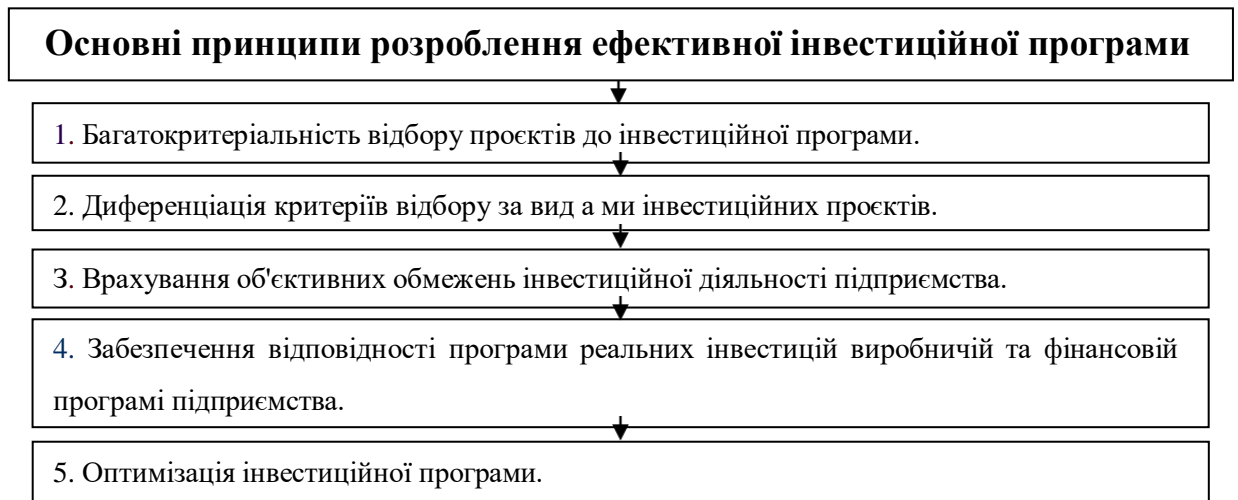 Основні принципи розроблення ефективної інвестиційної програми
1. Багатокритеріальність відбору проєктів до інвестиційної програми.
2. Диференціація критеріїв відбору за вид а ми інвестиційних проєктів.
3. Врахування об'єктивних обмежень інвестиційної діяльності підприємства.
4. Забезпечення відповідності програми реальних інвестицій виробничій та фінансовій
програмі підприємства.
5. Оптимізація інвестиційної програми.